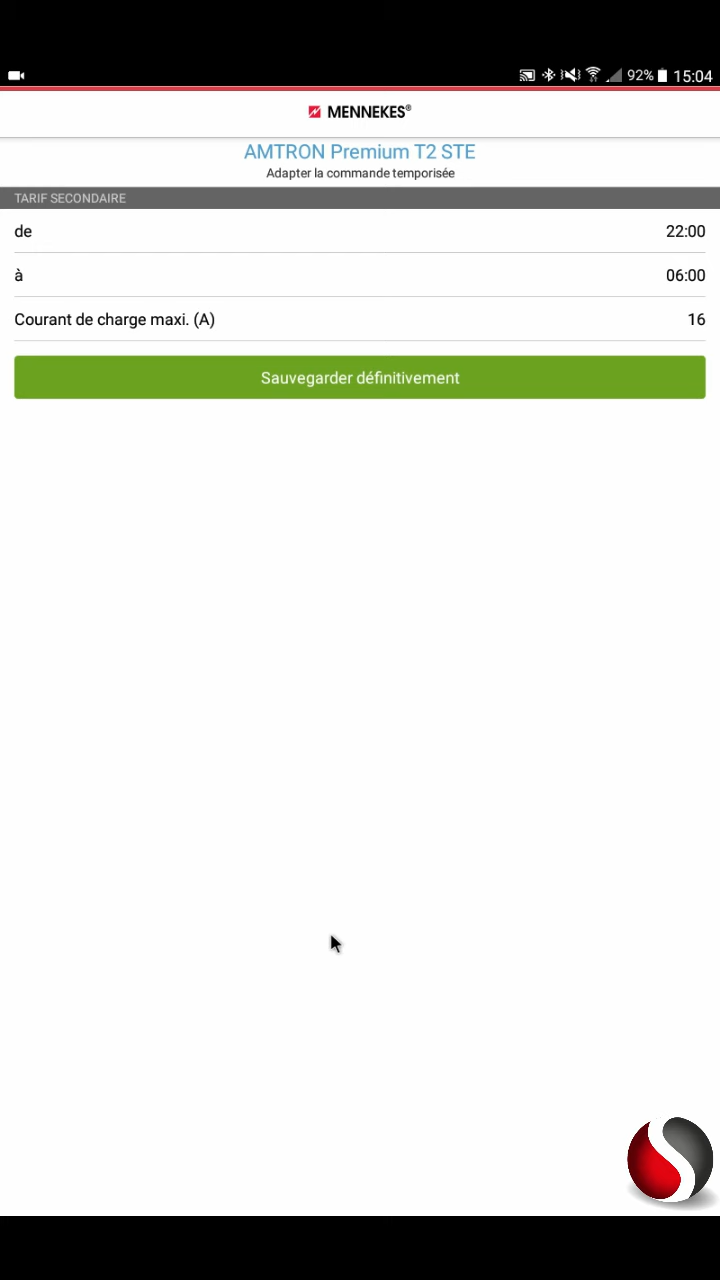 92% 15:04
MENNEKES®
AMTRON Premium T2 STE
Adapter la commande temporisée
TARIF SECONDAIRE
de 22:00
à 06:00
Courant de charge maxi. (A) 16
Sauvegarder définitivement